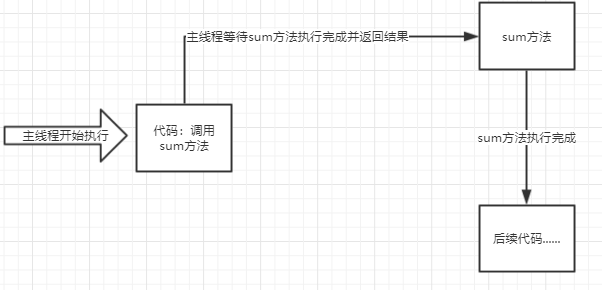 主线程开始执行
代码：调用
sum方法
主线程等待sum方法执行完成并返回结果
sum方法
sum方法执行完成
后续代码......